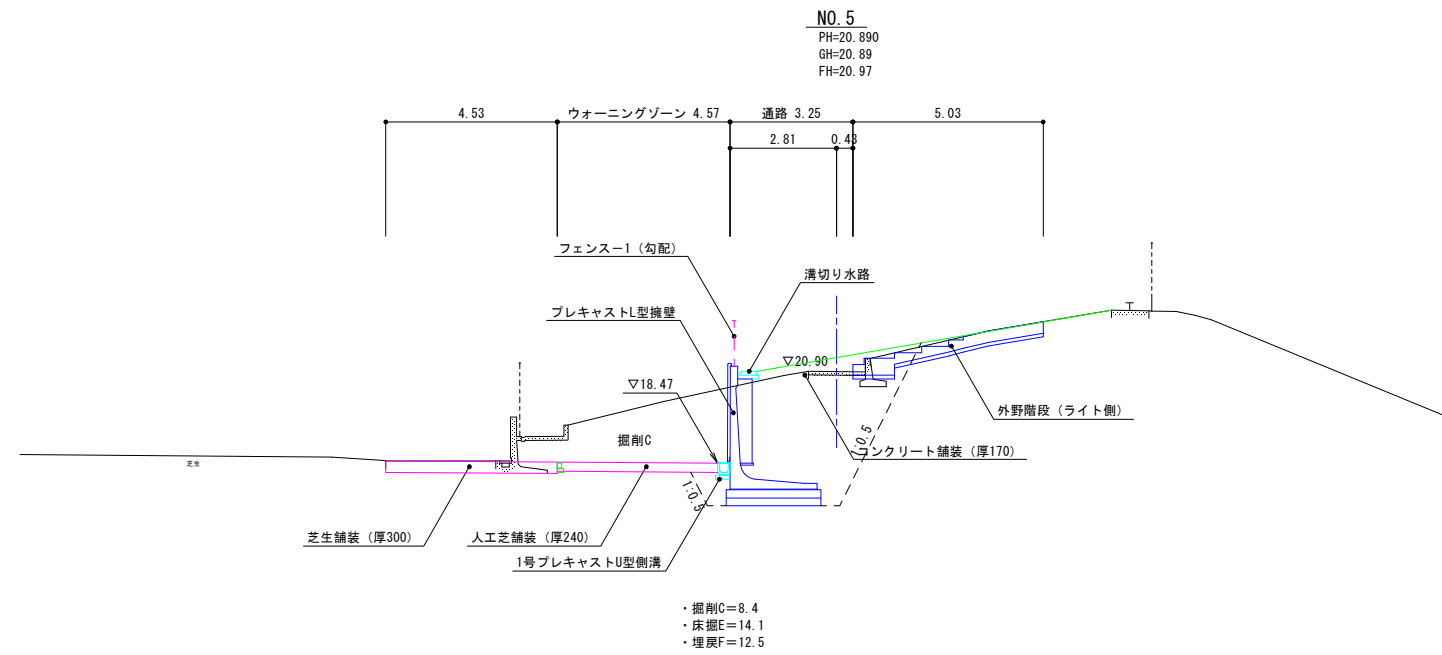 NO.5
PH=20.890
GH=20.89
FH=20.97
4.53
ウォーニングゾーン 4.57
通路 3.25
5.03
2.81
0.43
フェンスー1（勾配）
溝切り水路
プレキャストL型擁壁
▽20.90
▽18.47
外野階段（ライト側）
掘削C
1:0.5
コンクリート舗装（厚170）
芝生
1:0.5
芝生舗装（厚300）
人工芝舗装（厚240）
1号プレキャストU型側溝
・掘削C＝8.4
・床掘E＝14.1
・埋戻F＝12.5